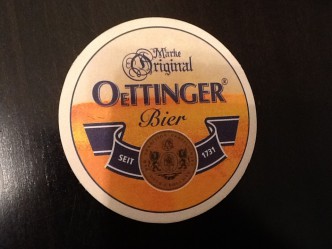 Marke
Original
OETTINGER®
Bier
SEIT 1731